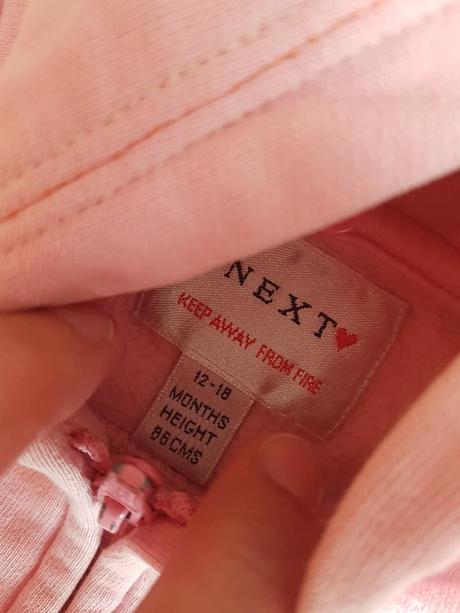 NEXT
KEEP AWAY FROM FIRE
12-18
MONTHS
HEIGHT
86CMS